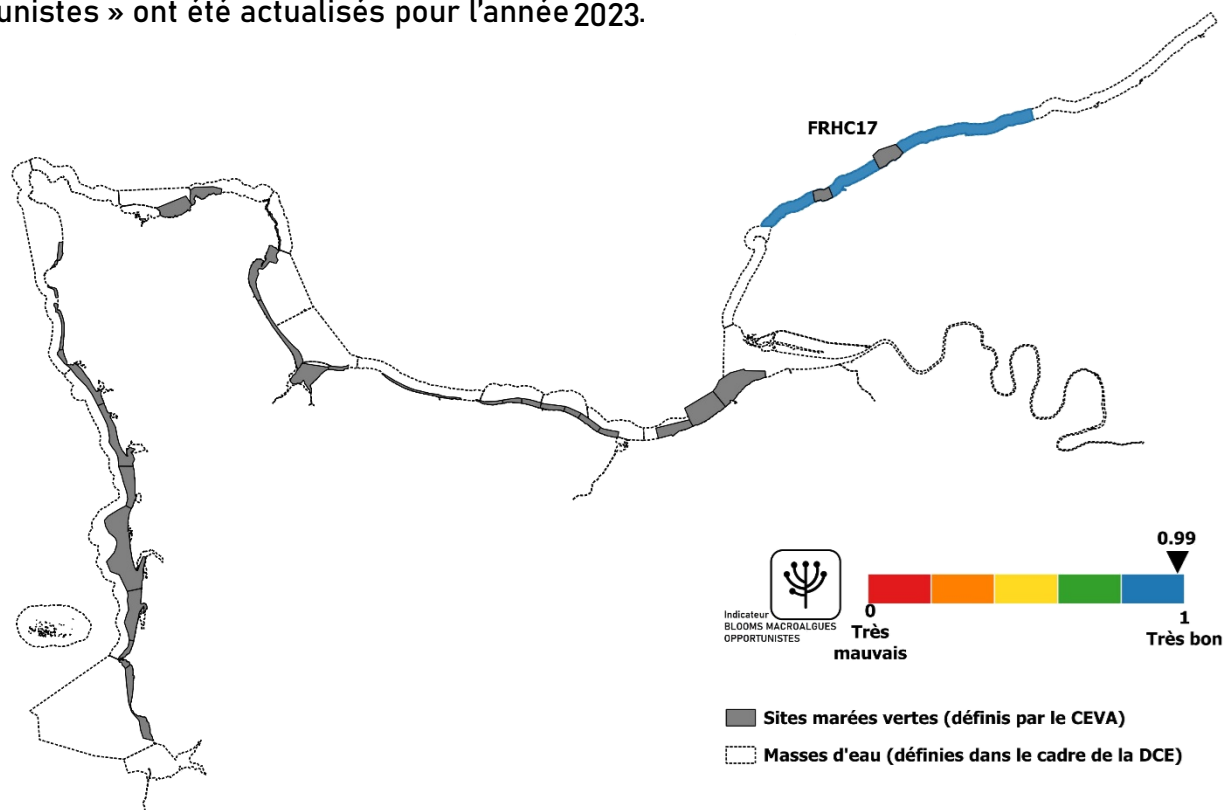 unistes » ont été actualisés pour l'année 2023.
FRHC17
0.99
Indicateur
BLOOMS MACROALGUES
OPPORTUNISTES
0
Très
mauvais
1
Très bon
Sites marées vertes (définis par le CEVA)
Masses d'eau (définies dans le cadre de la DCE)